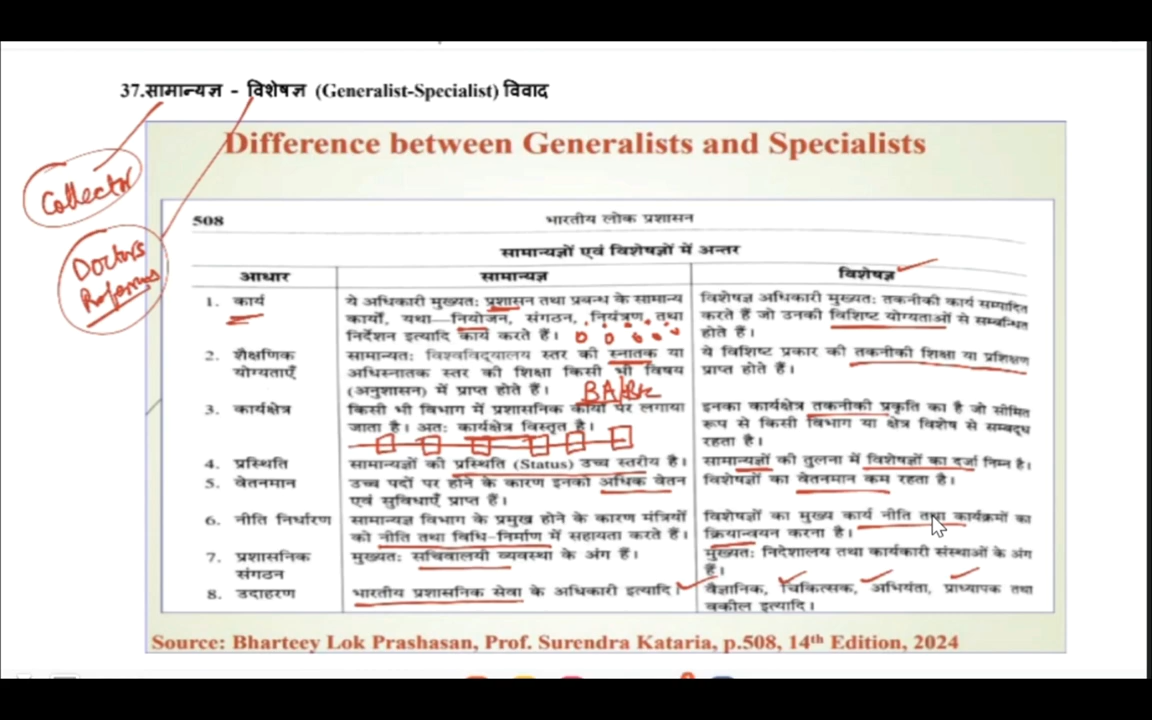 37.सामान्यज्ञ - विशेषज्ञ (Generalist-Specialist) विवाद
Difference between Generalists and Specialists
Collector
Doctors
Professors
508 भारतीय लोक प्रशासन
सामान्यज्ञों एवं विशेषज्ञों में अन्तर
आधार सामान्यज्ञ विशेषज्ञ
1. कार्य ये अधिकारी मुख्यतः प्रशासन तथा प्रबन्ध के सामान्य विशेषज्ञ अधिकारी मुख्यतः तकनीकी कार्य सम्पादित
कार्यों, यथा—नियोजन, संगठन, नियंत्रण, तथा करते हैं जो उनकी विशिष्ट योग्यताओं से सम्बन्धित
निर्देशन इत्यादि कार्य करते हैं। होते हैं।
2. शैक्षणिक सामान्यतः विश्वविद्यालय स्तर की स्नातक या ये विशिष्ट प्रकार की तकनीकी शिक्षा या प्रशिक्षण
योग्यताएँ अधिस्नातक स्तर की शिक्षा किसी भी विषय प्राप्त होते हैं।
(अनुशासन) में प्राप्त होते हैं। BA/BSc
3. कार्यक्षेत्र किसी भी विभाग में प्रशासनिक कार्यों पर लगाया इनका कार्यक्षेत्र तकनीकी प्रकृति का है जो सीमित
जाता है। अतः कार्यक्षेत्र विस्तृत है। रूप से किसी विभाग या क्षेत्र विशेष से सम्बद्ध
रहता है।
4. प्रस्थिति सामान्यज्ञों की प्रस्थिति (Status) उच्च स्तरीय है। सामान्यज्ञों की तुलना में विशेषज्ञों का दर्जा निम्न है।
5. वेतनमान उच्च पदों पर होने के कारण इनको अधिक वेतन विशेषज्ञों का वेतनमान कम रहता है।
एवं सुविधाएँ प्राप्त हैं।
6. नीति निर्धारण सामान्यज्ञ विभाग के प्रमुख होने के कारण मंत्रियों विशेषज्ञों का मुख्य कार्य नीति तथा कार्यक्रमों का
को नीति तथा विधि-निर्माण में सहायता करते हैं। क्रियान्वयन करना है।
7. प्रशासनिक मुख्यतः सचिवालयी व्यवस्था के अंग हैं। मुख्यतः निदेशालय तथा कार्यकारी संस्थाओं के अंग
संगठन हैं।
8. उदाहरण भारतीय प्रशासनिक सेवा के अधिकारी इत्यादि। वैज्ञानिक, चिकित्सक, अभियंता, प्राध्यापक तथा
वकील इत्यादि।
Source: Bharteey Lok Prashasan, Prof. Surendra Kataria, p.508, 14th Edition, 2024